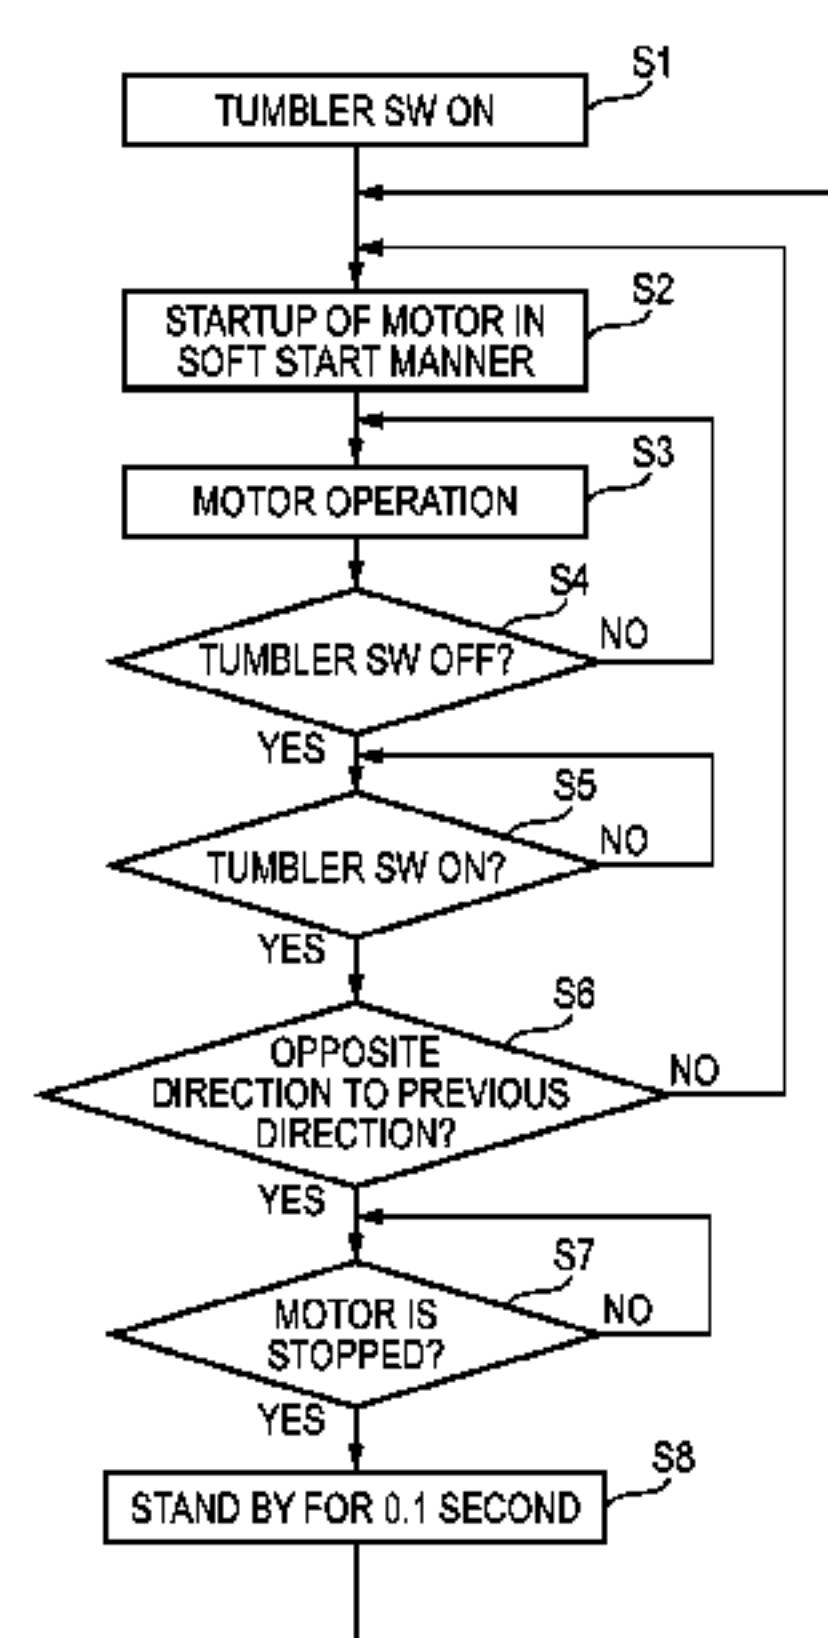 S1
TUMBLER SW ON
S2
STARTUP OF MOTOR IN
SOFT START MANNER
S3
MOTOR OPERATION
S4
TUMBLER SW OFF?
NO
YES
S5
TUMBLER SW ON?
NO
YES
S6
OPPOSITE
DIRECTION TO PREVIOUS
DIRECTION?
NO
YES
S7
MOTOR IS
STOPPED?
NO
YES
S8
STAND BY FOR 0.1 SECOND